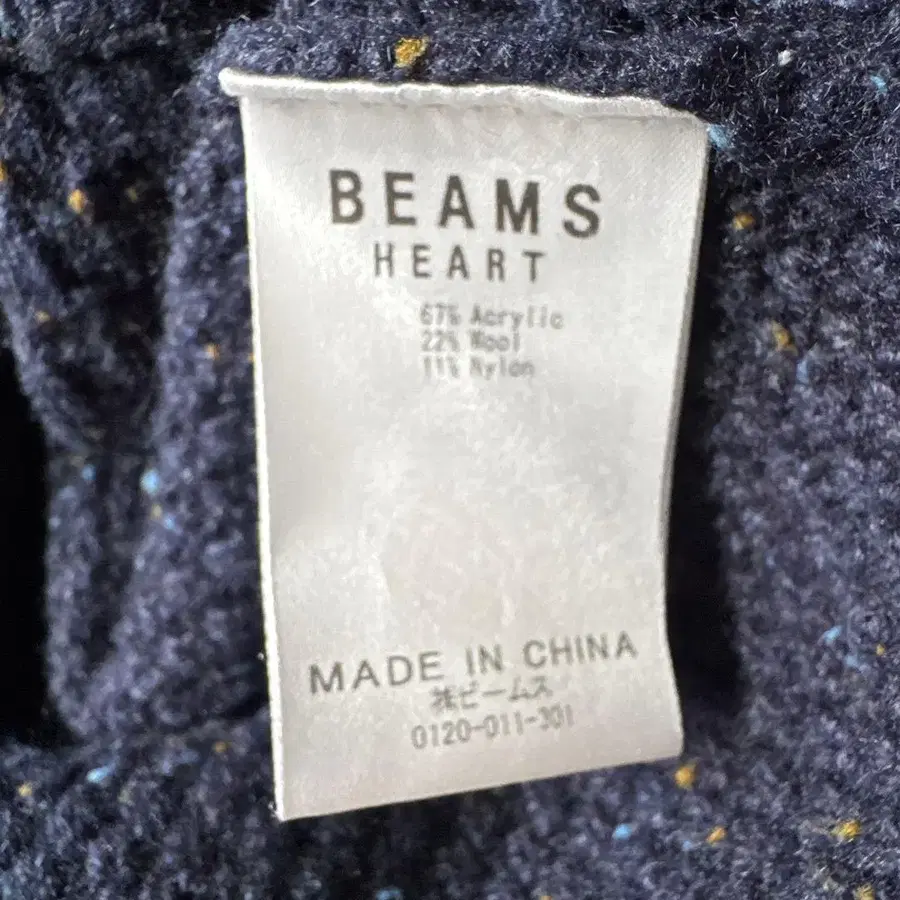 BEAMS
HEART
67% Acrylic
22% Wool
11% Nylon
MADE IN CHINA
㈱ビームス
0120-011-301